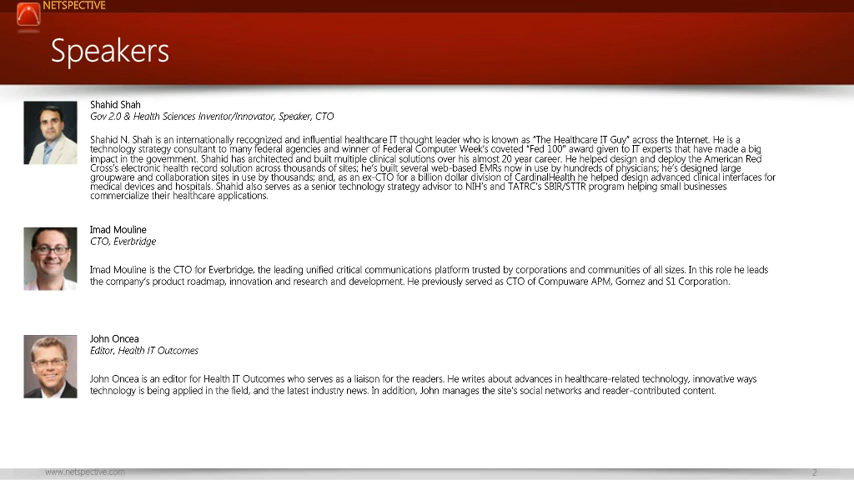 NETSPECTIVE
Speakers
Shahid Shah
Gov 2.0 & Health Sciences Inventor/Innovator, Speaker, CTO
Shahid N. Shah is an internationally recognized and influential healthcare IT thought leader who is known as "The Healthcare IT Guy" across the Internet. He is a
technology strategy consultant to many federal agencies and winner of Federal Computer Week's coveted "Fed 100" award given to IT experts that have made a big
impact in the government. Shahid has architected and built multiple clinical solutions over his almost 20 year career. He helped design and deploy the American Red
Cross's electronic health record solution across thousands of sites; he's built several web-based EMRs now in use by hundreds of physicians; he's designed large
groupware and collaboration sites in use by thousands; and, as an ex-CTO for a billion dollar division of CardinalHealth he helped design advanced clinical interfaces for
medical devices and hospitals. Shahid also serves as a senior technology strategy advisor to NIH's and TATRC's SBIR/STTR program helping small businesses
commercialize their healthcare applications.
Imad Mouline
CTO, Everbridge
Imad Mouline is the CTO for Everbridge, the leading unified critical communications platform trusted by corporations and communities of all sizes. In this role he leads
the company's product roadmap, innovation and research and development. He previously served as CTO of Compuware APM, Gomez and S1 Corporation.
John Oncea
Editor, Health IT Outcomes
John Oncea is an editor for Health IT Outcomes who serves as a liaison for the readers. He writes about advances in healthcare-related technology, innovative ways
technology is being applied in the field, and the latest industry news. In addition, John manages the site's social networks and reader-contributed content.
www.netspective.com
2